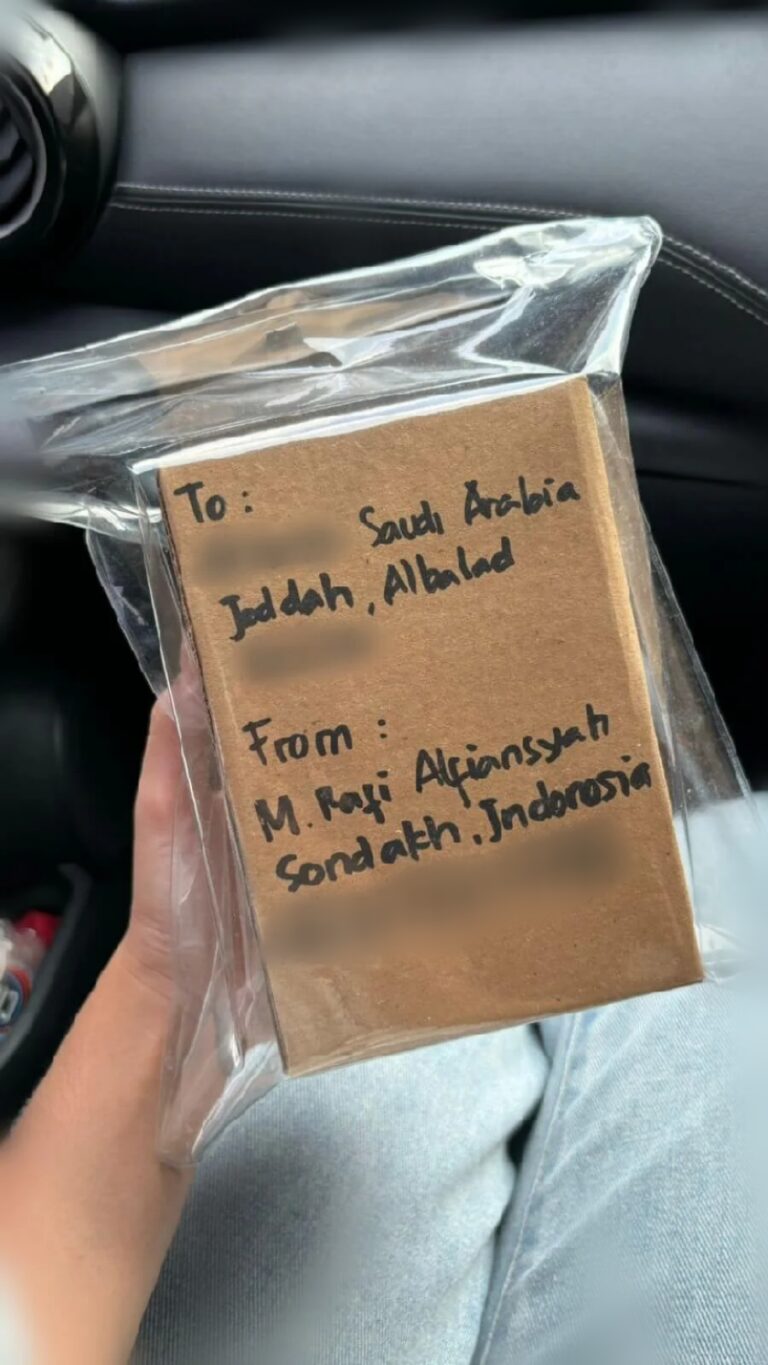 To :
Saudi Arabia
Jeddah, Albalad
From :
M. Rafi Alfiansyah
Sondakh, Indonesia